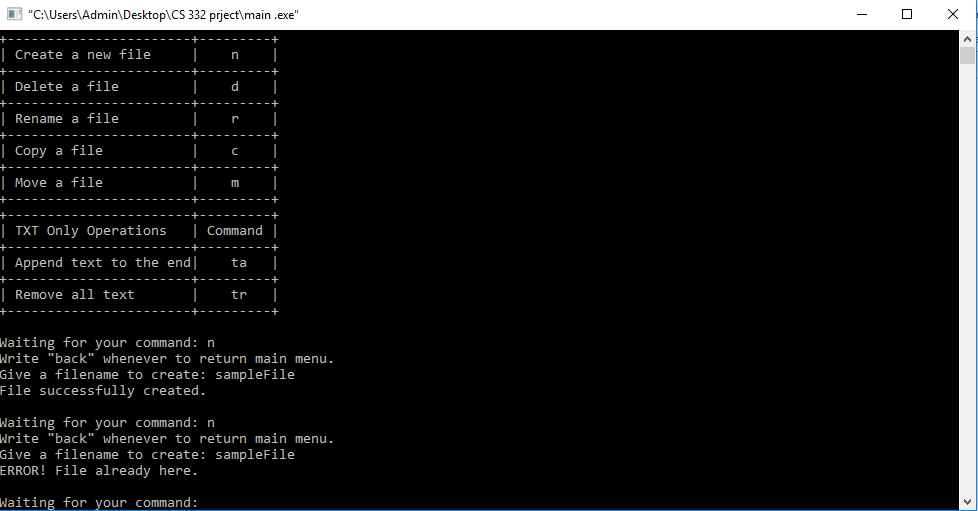 "C:\Users\Admin\Desktop\CS 332 prject\main .exe"
+-----------------------+---------+
| Create a new file     |    n    |
+-----------------------+---------+
| Delete a file         |    d    |
+-----------------------+---------+
| Rename a file         |    r    |
+-----------------------+---------+
| Copy a file           |    c    |
+-----------------------+---------+
| Move a file           |    m    |
+-----------------------+---------+
+-----------------------+---------+
| TXT Only Operations   | Command |
+-----------------------+---------+
| Append text to the end|    ta   |
+-----------------------+---------+
| Remove all text       |    tr   |
+-----------------------+---------+
Waiting for your command: n
Write "back" whenever to return main menu.
Give a filename to create: sampleFile
File successfully created.
Waiting for your command: n
Write "back" whenever to return main menu.
Give a filename to create: sampleFile
ERROR! File already here.
Waiting for your command: